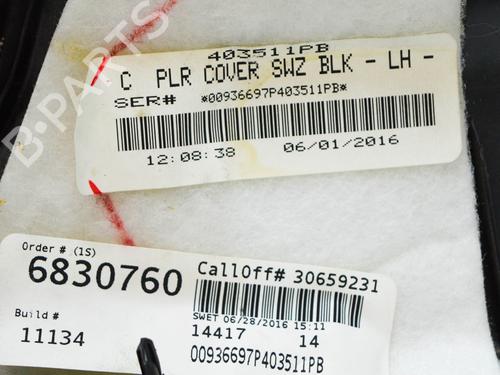 403511PB
C PLR COVER SWZ BLK - LH -
SER# *00936697P403511PB*
12:08:38 06/01/2016
Order # (1S)
6830760
CallOff# 30659231
SWET 06/28/2016 15:11
Build #
11134
14417 14
00936697P403511PB
B-PARTS